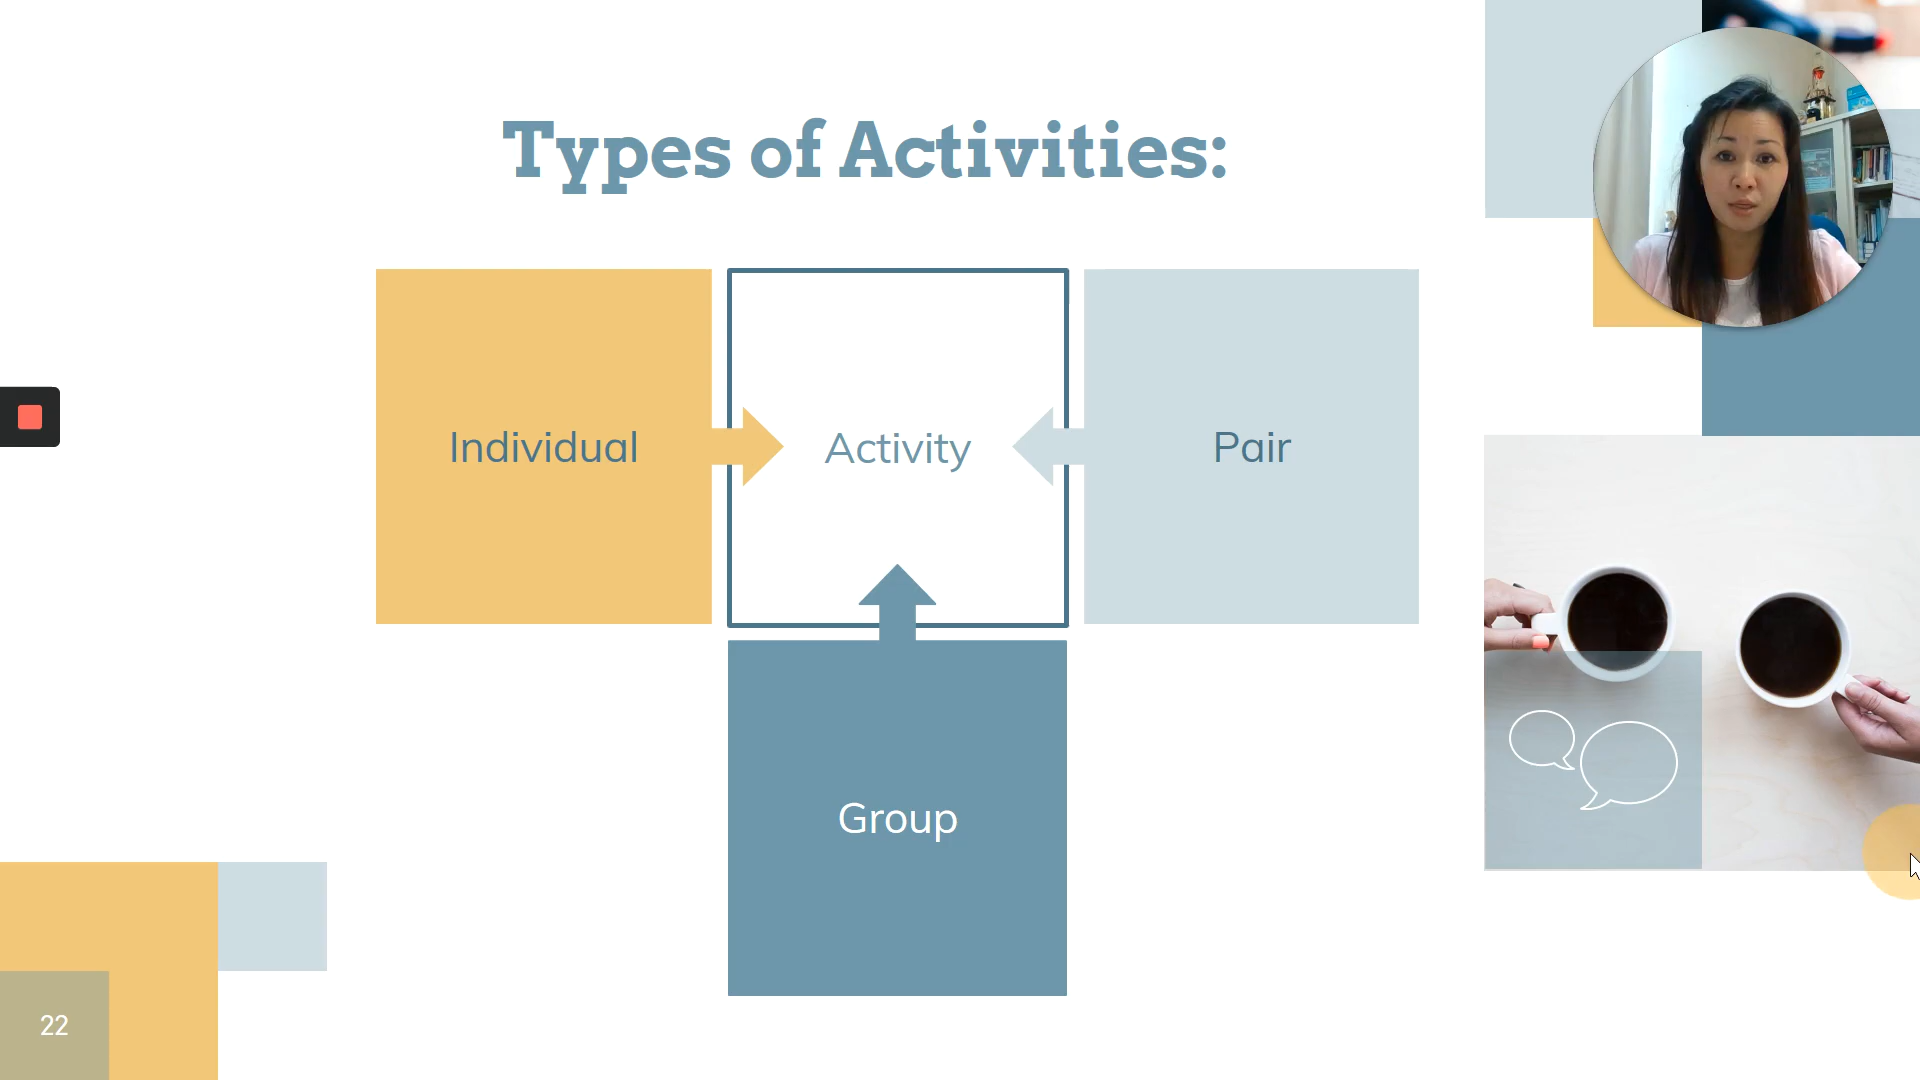 Types of Activities:
Individual
Activity
Pair
Group
22